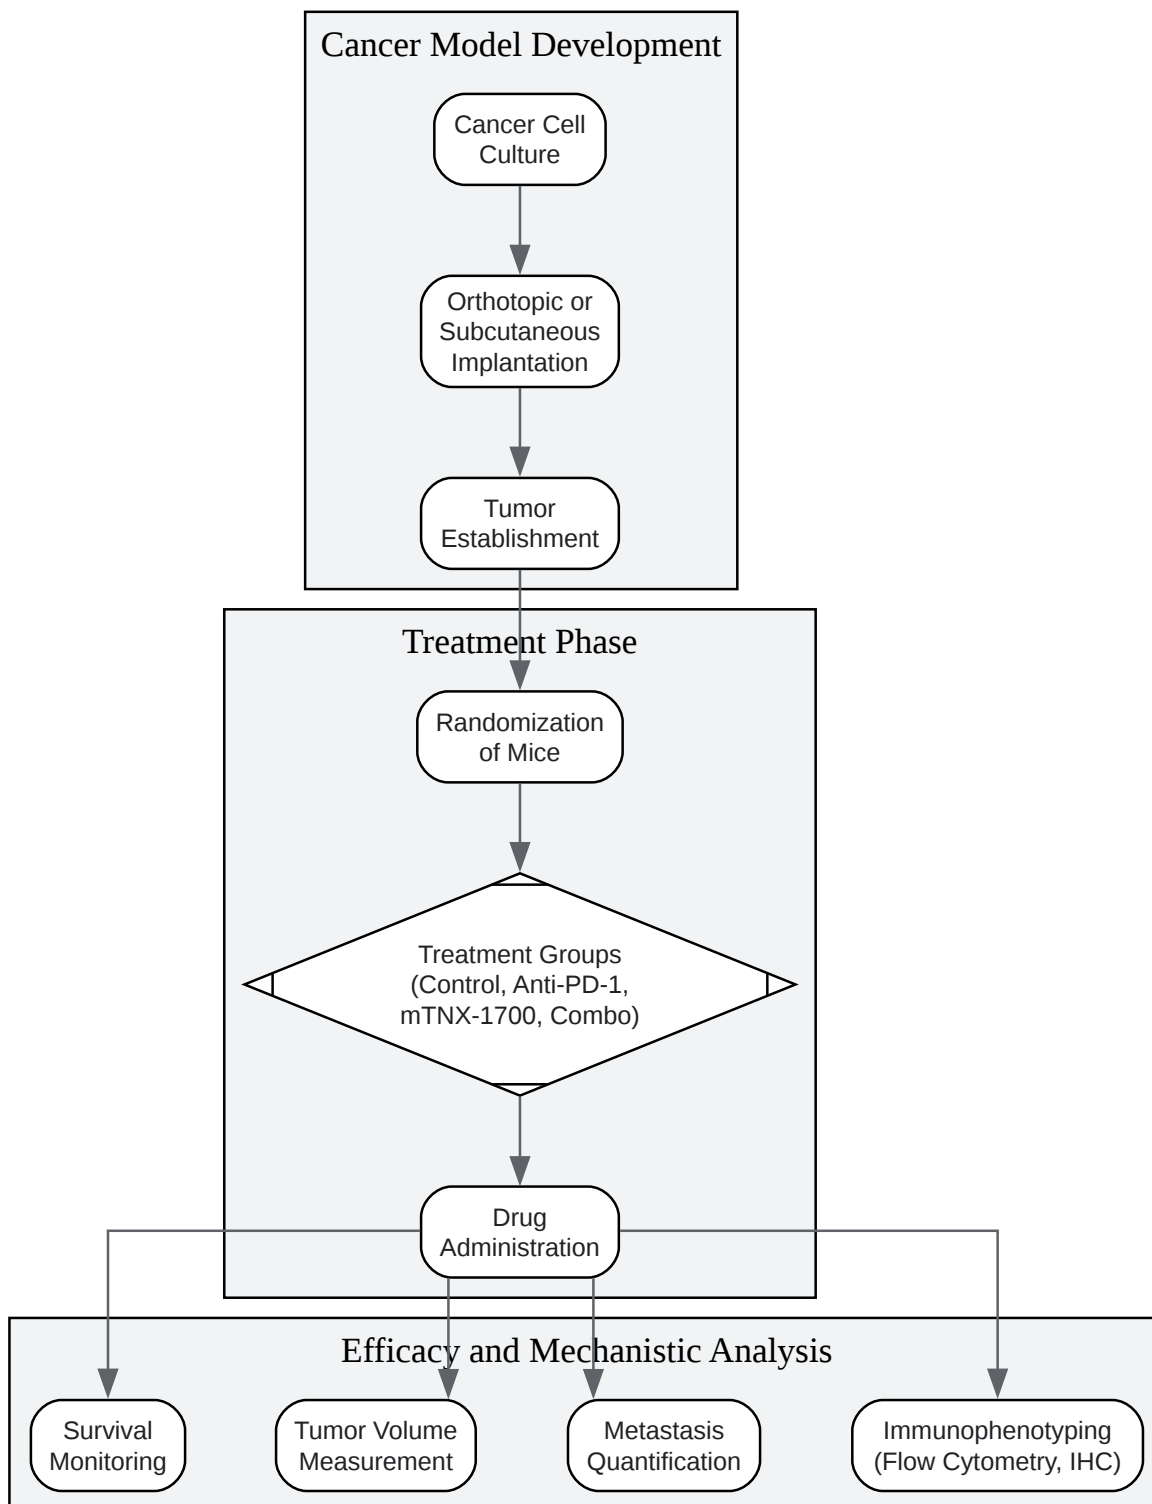 Cancer Model Development
Cancer Cell
Culture
Orthotopic or
Subcutaneous
Implantation
Tumor
Establishment
Treatment Phase
Randomization
of Mice
Treatment Groups
(Control, Anti-PD-1,
mTNX-1700, Combo)
Drug
Administration
Efficacy and Mechanistic Analysis
Survival
Monitoring
Tumor Volume
Measurement
Metastasis
Quantification
Immunophenotyping
(Flow Cytometry, IHC)